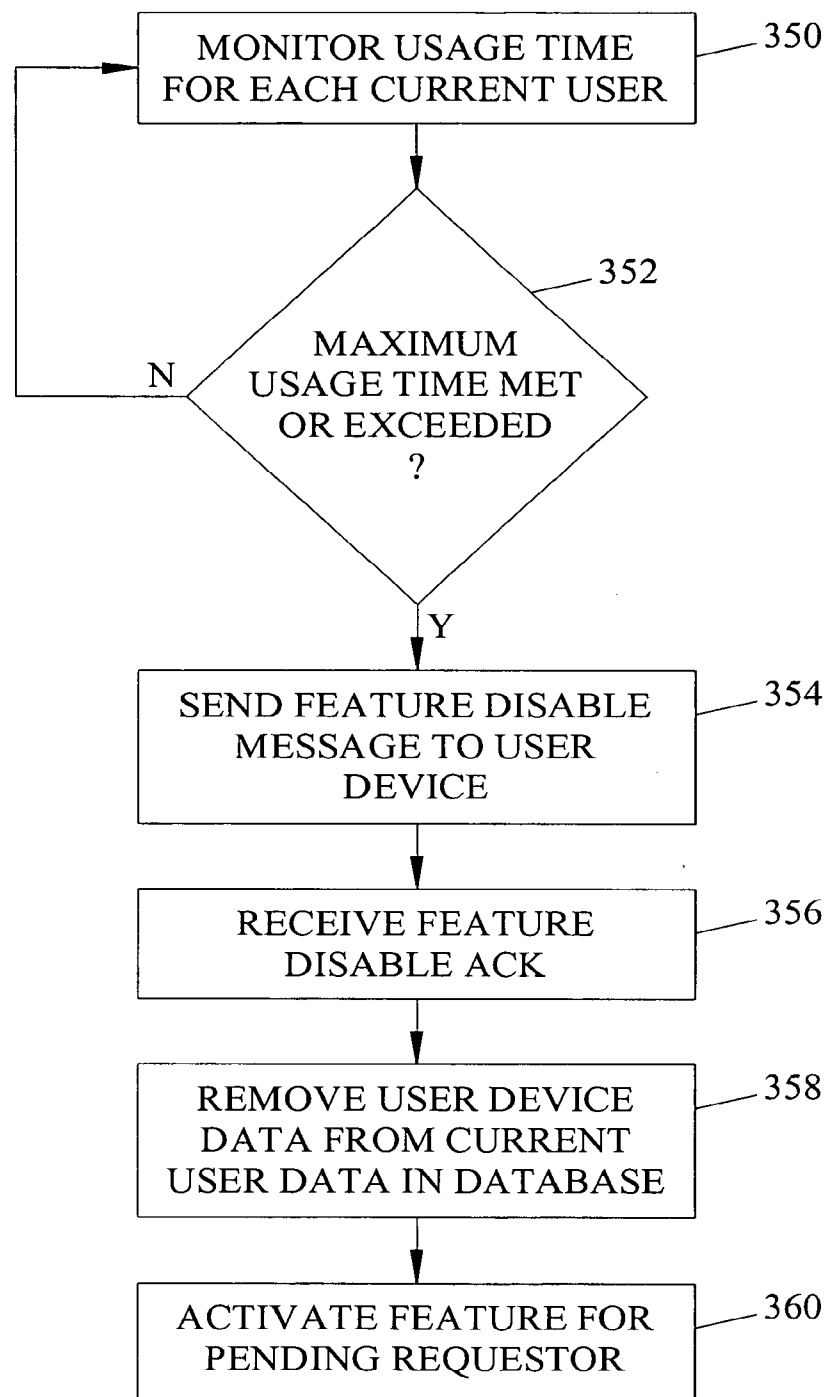 MONITOR USAGE TIME
FOR EACH CURRENT USER
350
352
MAXIMUM
USAGE TIME MET
OR EXCEEDED
?
N
Y
SEND FEATURE DISABLE
MESSAGE TO USER
DEVICE
354
RECEIVE FEATURE
DISABLE ACK
356
REMOVE USER DEVICE
DATA FROM CURRENT
USER DATA IN DATABASE
358
ACTIVATE FEATURE FOR
PENDING REQUESTOR
360